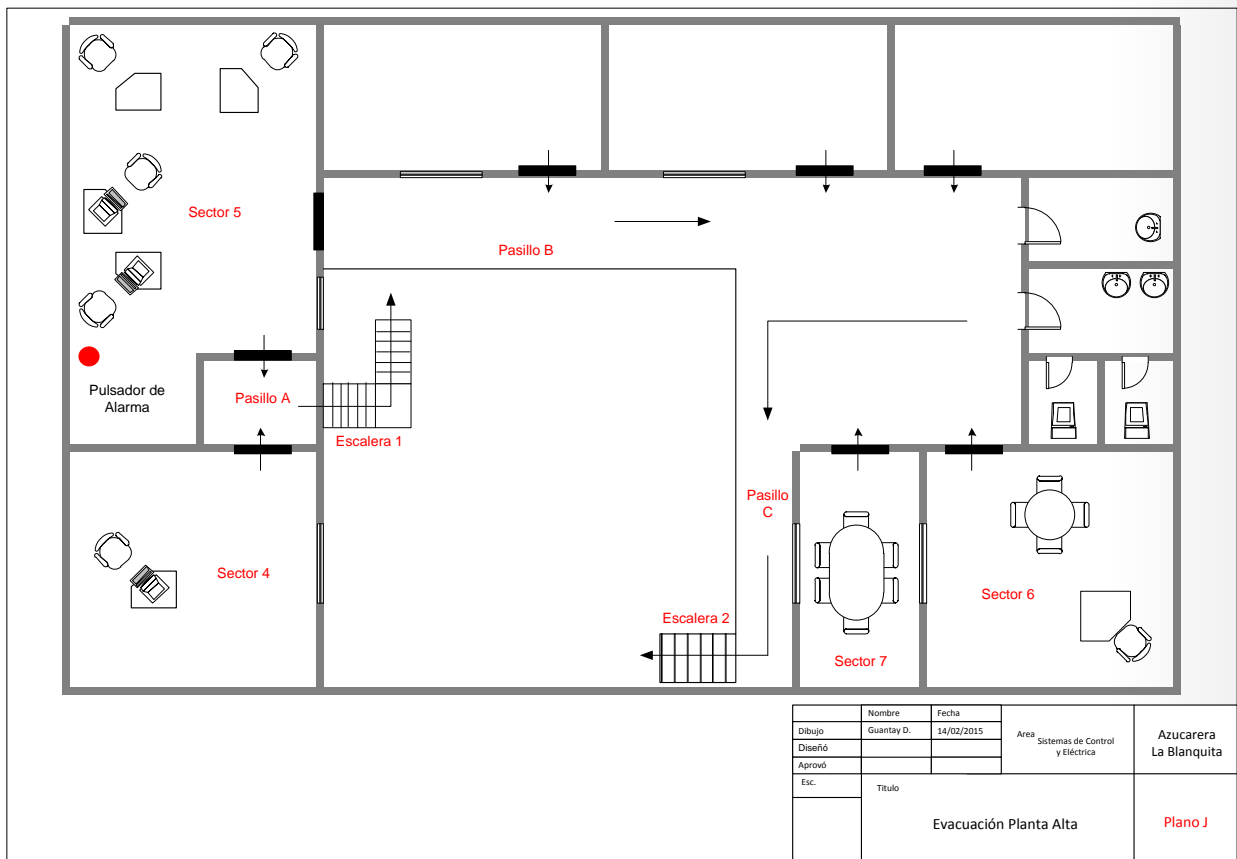 Sector 5
Pasillo B
Pulsador de
Alarma
Pasillo A
Escalera 1
Pasillo
C
Sector 4
Sector 6
Escalera 2
Sector 7
Nombre
Fecha
Dibujo
Guantay D.
14/02/2015
Area
Sistemas de Control
y Eléctrica
Azucarera
La Blanquita
Diseñó
Aprovó
Esc.
Titulo
Evacuación Planta Alta
Plano J